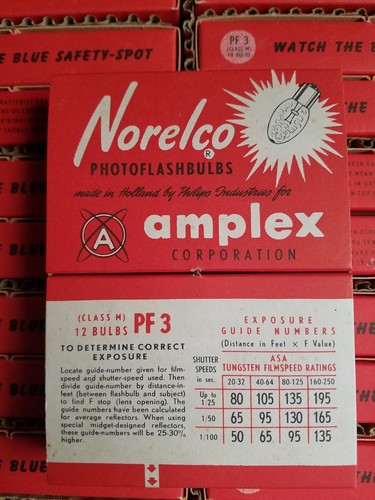 BLUE SAFETY-SPOT
PF 3
(CLASS M)
12 BULBS
WATCH THE B
Norelco®
PHOTOFLASHBULBS
made in Holland by Philips Industries for
A
amplex
CORPORATION
(CLASS M)
12 BULBS PF 3
TO DETERMINE CORRECT
EXPOSURE
Locate guide-number given for film-
speed and shutter-speed used. Then
divide guide-number by distance-in-
feet (between flashbulb and subject)
to find F stop (lens opening). The
guide numbers have been calculated
for average reflectors. When using
special midget-designed reflectors,
these guide-numbers will be 25-30%
higher.
EXPOSURE
GUIDE NUMBERS
(Distance in Feet x F Value)
SHUTTER
SPEEDS
in sec.
ASA
TUNGSTEN FILMSPEED RATINGS
20-32 40-64 80-125 160-250
Up to
1/25 80 105 135 195
1/50 65 95 130 165
1/100 50 65 95 135